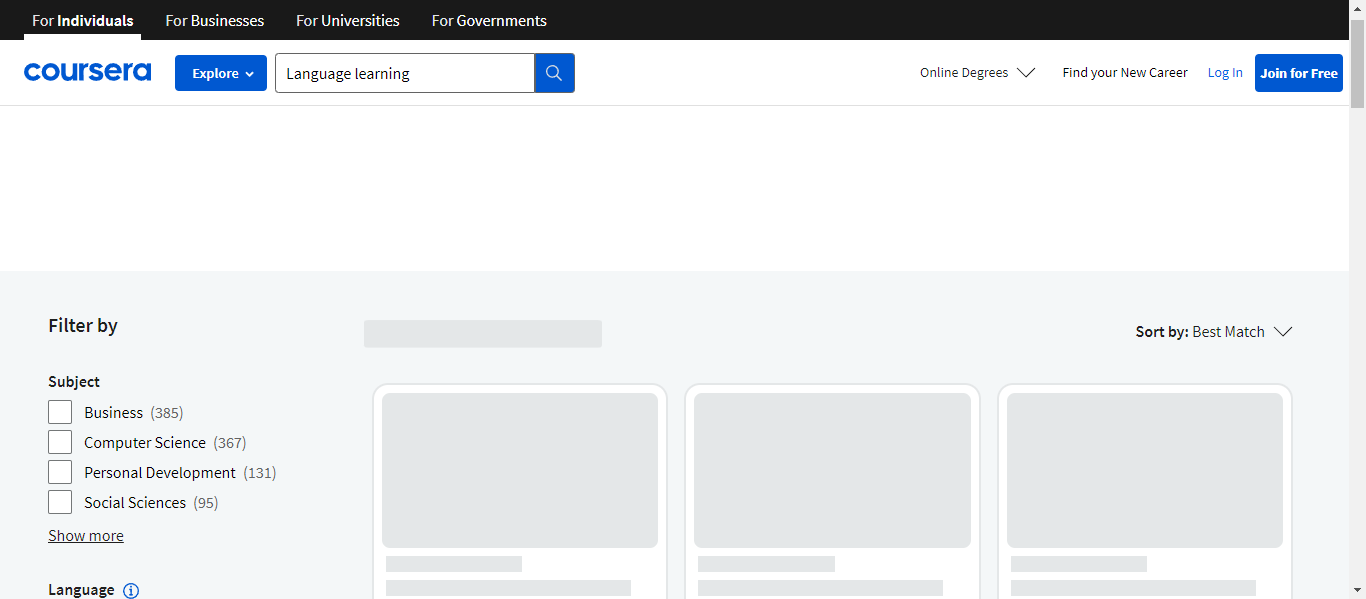 For Individuals For Businesses For Universities For Governments
coursera Explore Language learning Online Degrees Find your New Career Log In Join for Free
Filter by
Sort by: Best Match
Subject
Business (385)
Computer Science (367)
Personal Development (131)
Social Sciences (95)
Show more
Language